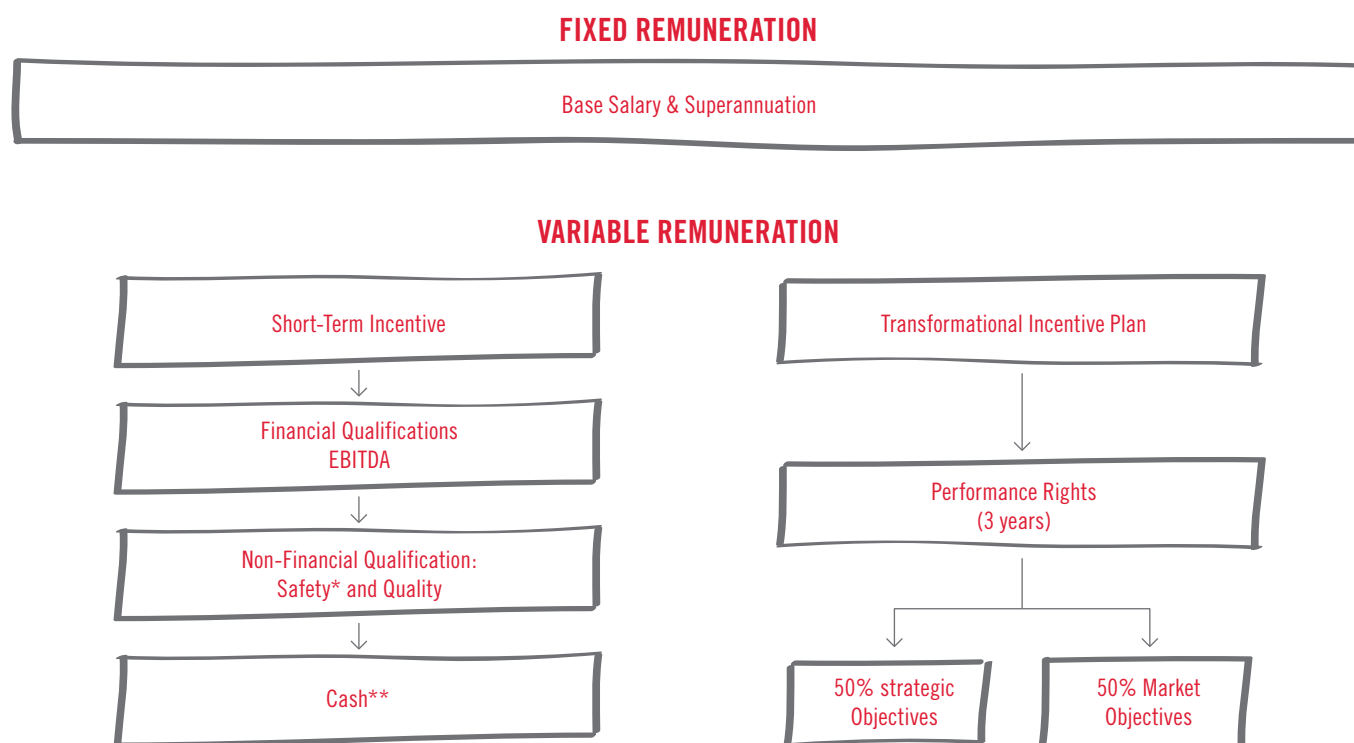 FIXED REMUNERATION
Base Salary & Superannuation
VARIABLE REMUNERATION
Short-Term Incentive
Financial Qualifications
EBITDA
Non-Financial Qualification:
Safety* and Quality
Cash**
Transformational Incentive Plan
Performance Rights
(3 years)
50% strategic
Objectives
50% Market
Objectives